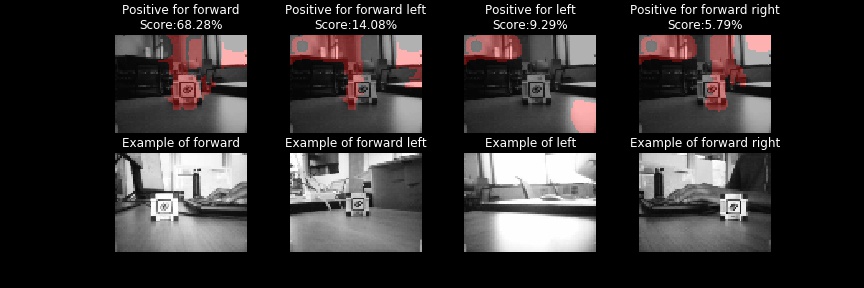 Positive for forward
Score:68.28%
Positive for forward left
Score:14.08%
Positive for left
Score:9.29%
Positive for forward right
Score:5.79%
Example of forward
Example of forward left
Example of left
Example of forward right